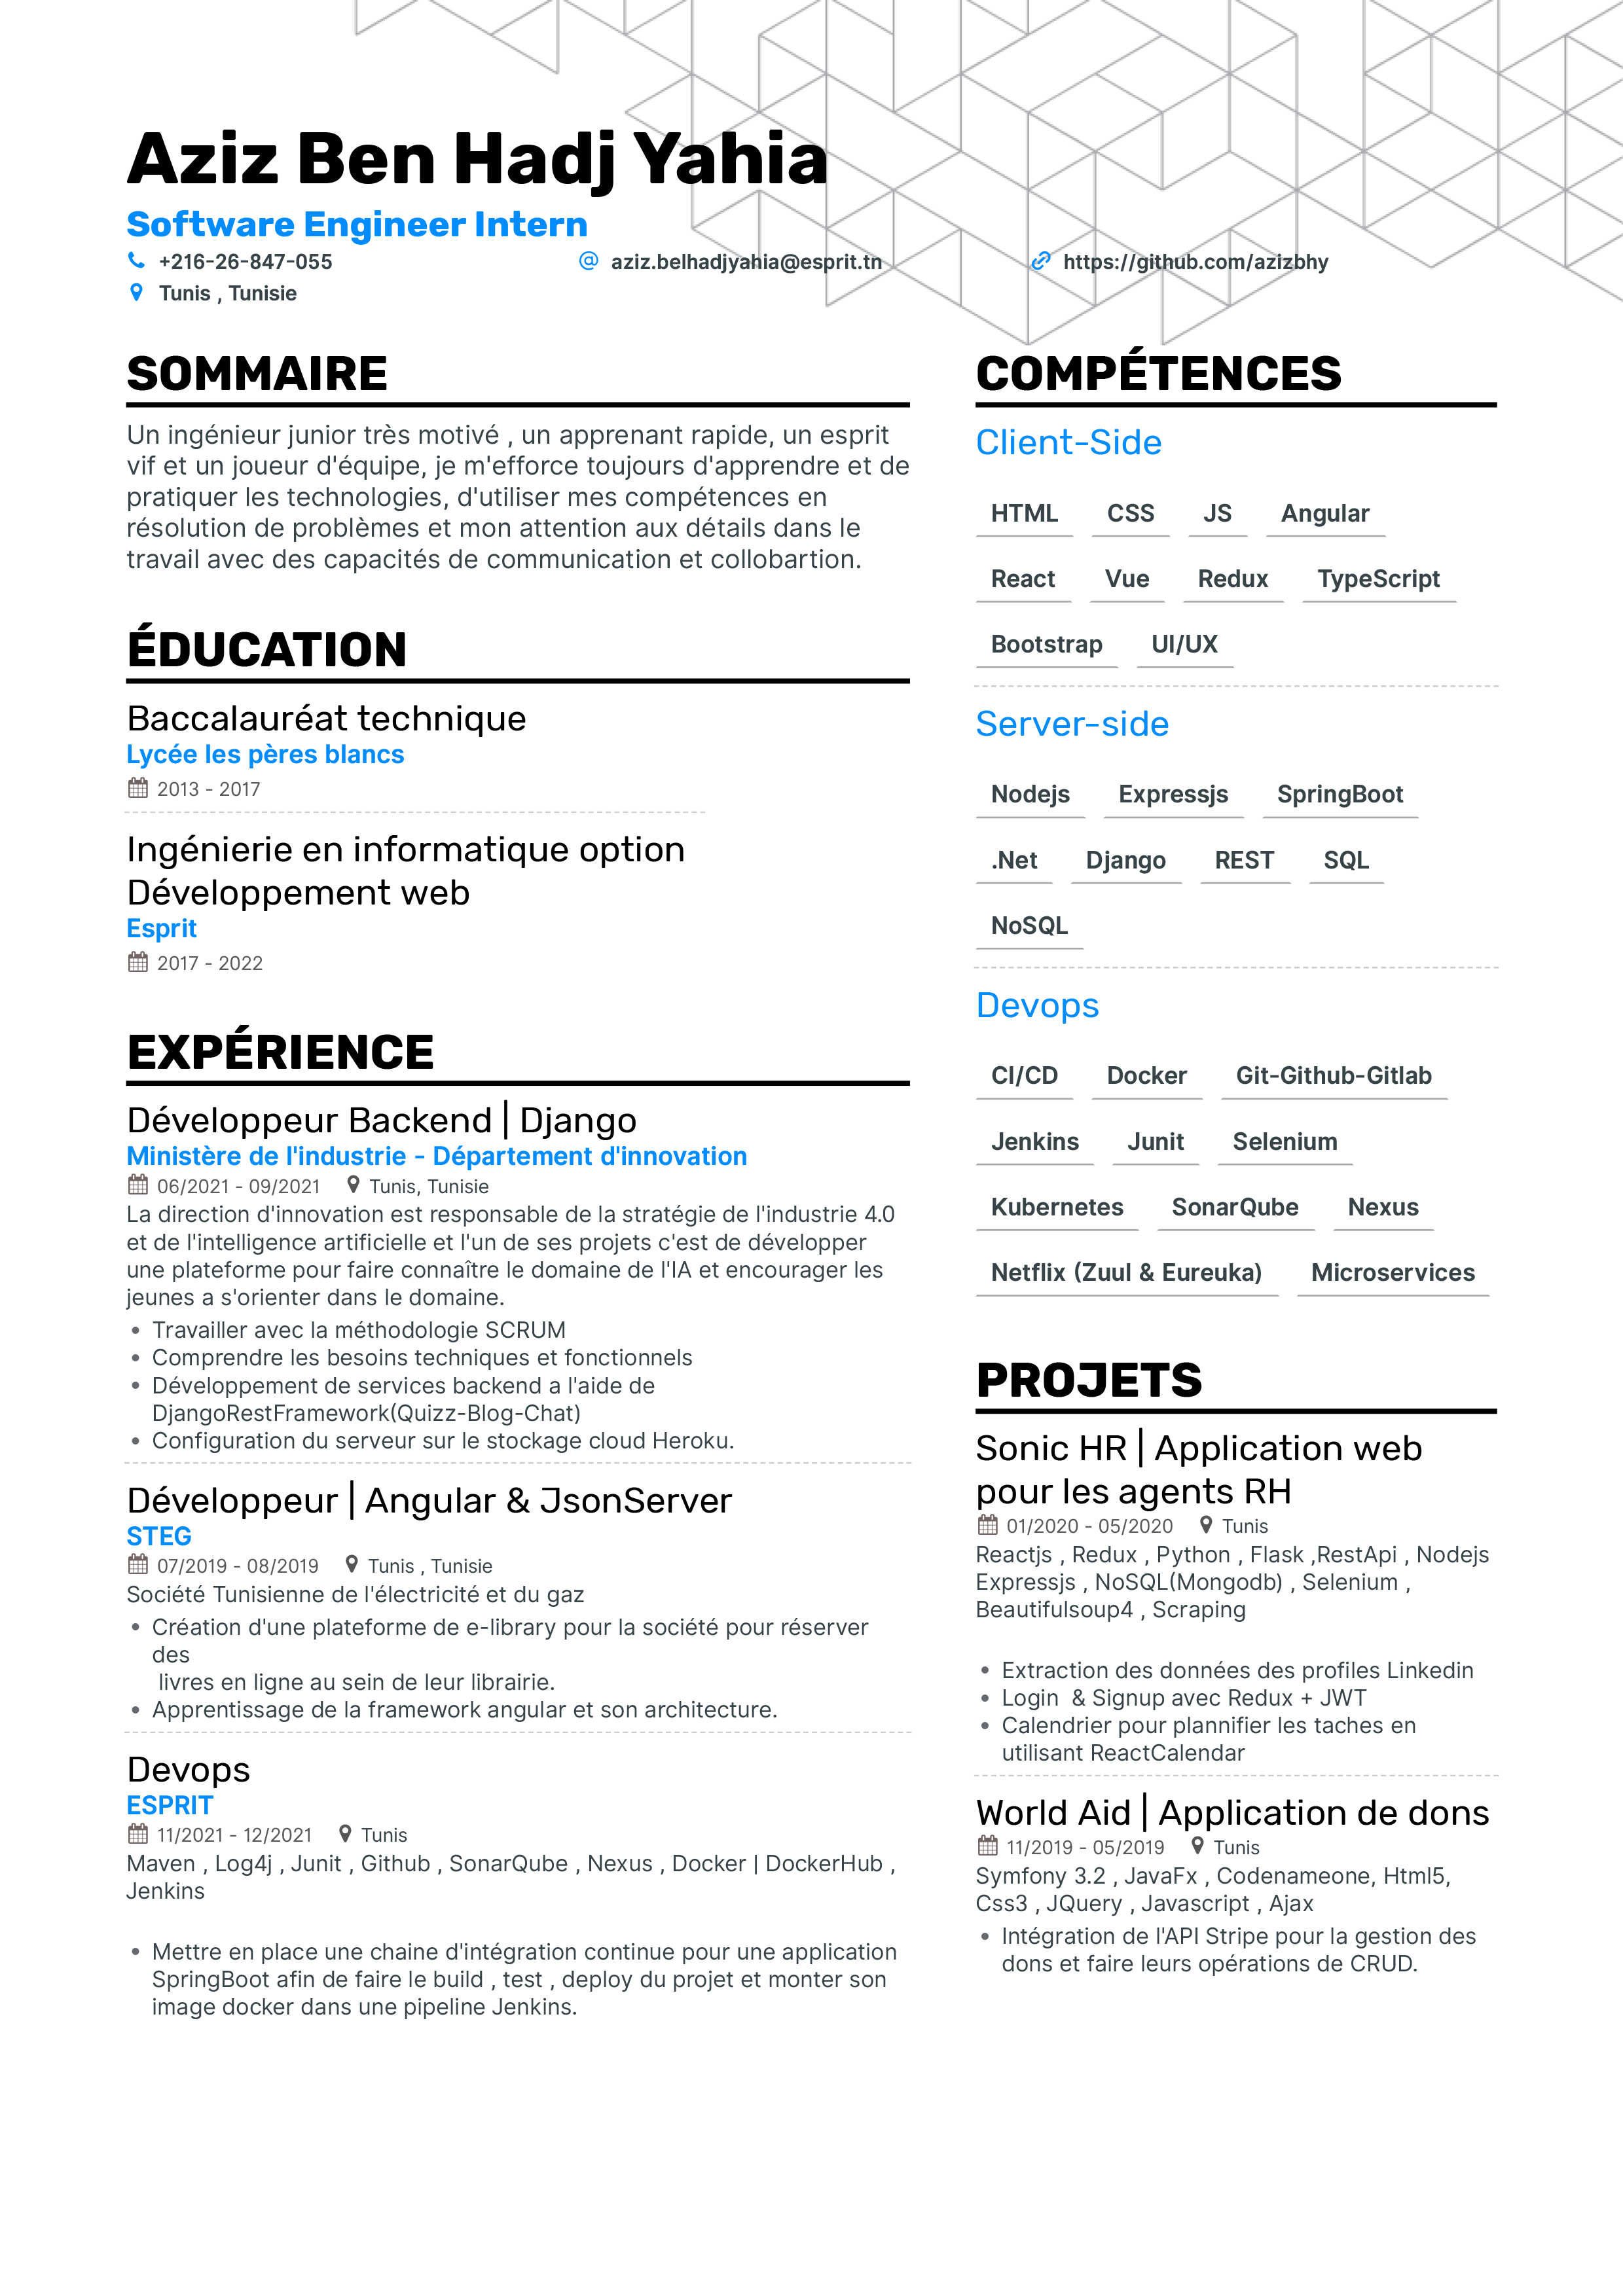 Aziz Ben Hadj Yahia
Software Engineer Intern
+216-26-847-055
aziz.belhadjyahia@esprit.tn
https://github.com/azizbhy
Tunis , Tunisie
SOMMAIRE
Un ingénieur junior très motivé , un apprenant rapide, un esprit
vif et un joueur d'équipe, je m'efforce toujours d'apprendre et de
pratiquer les technologies, d'utiliser mes compétences en
résolution de problèmes et mon attention aux détails dans le
travail avec des capacités de communication et collobartion.
ÉDUCATION
Baccalauréat technique
Lycée les pères blancs
2013 - 2017
Ingénierie en informatique option
Développement web
Esprit
2017 - 2022
EXPÉRIENCE
Développeur Backend | Django
Ministère de l'industrie - Département d'innovation
06/2021 - 09/2021 Tunis, Tunisie
La direction d'innovation est responsable de la stratégie de l'industrie 4.0
et de l'intelligence artificielle et l'un de ses projets c'est de développer
une plateforme pour faire connaître le domaine de l'IA et encourager les
jeunes a s'orienter dans le domaine.
• Travailler avec la méthodologie SCRUM
• Comprendre les besoins techniques et fonctionnels
• Développement de services backend a l'aide de
DjangoRestFramework(Quizz-Blog-Chat)
• Configuration du serveur sur le stockage cloud Heroku.
Développeur | Angular & JsonServer
STEG
07/2019 - 08/2019 Tunis , Tunisie
Société Tunisienne de l'électricité et du gaz
• Création d'une plateforme de e-library pour la société pour réserver
des
livres en ligne au sein de leur librairie.
• Apprentissage de la framework angular et son architecture.
Devops
ESPRIT
11/2021 - 12/2021 Tunis
Maven , Log4j , Junit , Github , SonarQube , Nexus , Docker | DockerHub ,
Jenkins
• Mettre en place une chaine d'intégration continue pour une application
SpringBoot afin de faire le build , test , deploy du projet et monter son
image docker dans une pipeline Jenkins.
COMPÉTENCES
Client-Side
HTML CSS JS Angular
React Vue Redux TypeScript
Bootstrap UI/UX
Server-side
Nodejs Expressjs SpringBoot
.Net Django REST SQL
NoSQL
Devops
CI/CD Docker Git-Github-Gitlab
Jenkins Junit Selenium
Kubernetes SonarQube Nexus
Netflix (Zuul & Eureuka) Microservices
PROJETS
Sonic HR | Application web
pour les agents RH
01/2020 - 05/2020 Tunis
Reactjs , Redux , Python , Flask ,RestApi , Nodejs
Expressjs , NoSQL(Mongodb) , Selenium ,
Beautifulsoup4 , Scraping
• Extraction des données des profiles Linkedin
• Login & Signup avec Redux + JWT
• Calendrier pour plannifier les taches en
utilisant ReactCalendar
World Aid | Application de dons
11/2019 - 05/2019 Tunis
Symfony 3.2 , JavaFx , Codenameone, Html5,
Css3 , JQuery , Javascript , Ajax
• Intégration de l'API Stripe pour la gestion des
dons et faire leurs opérations de CRUD.